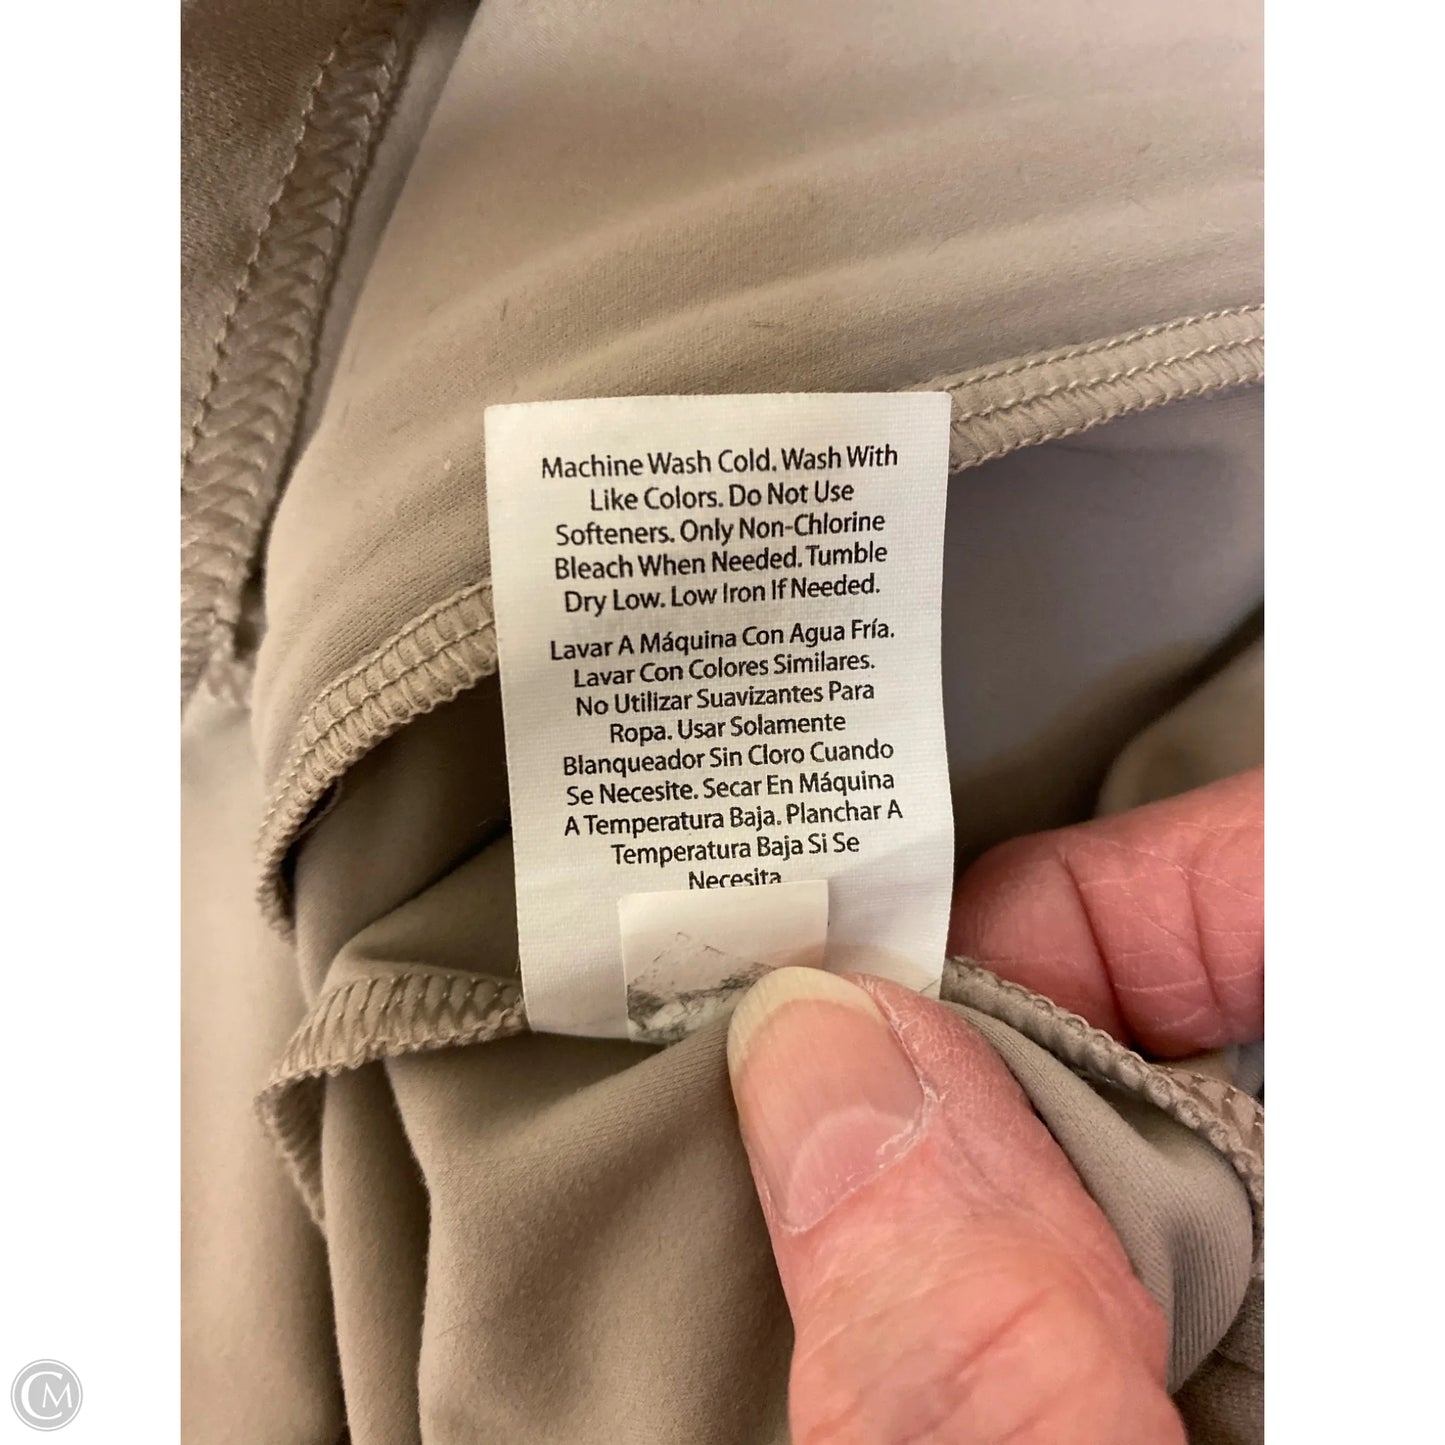 Machine Wash Cold. Wash With
Like Colors. Do Not Use
Softeners. Only Non-Chlorine
Bleach When Needed. Tumble
Dry Low. Low Iron If Needed.
Lavar A Máquina Con Agua Fría.
Lavar Con Colores Similares.
No Utilizar Suavizantes Para
Ropa. Usar Solamente
Blanqueador Sin Cloro Cuando
Se Necesite. Secar En Máquina
A Temperatura Baja. Planchar A
Temperatura Baja Si Se
Necesita
CM